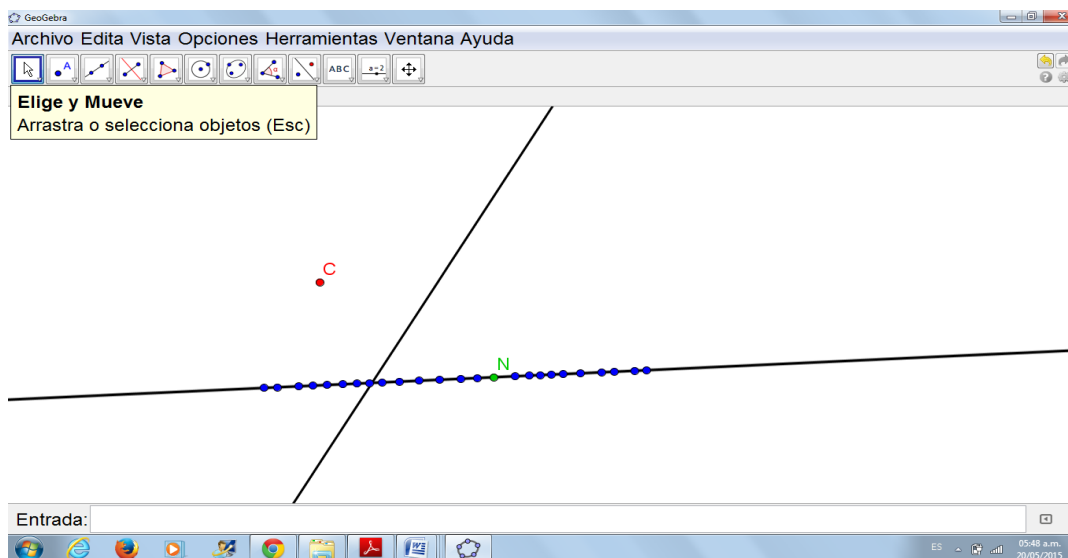 GeoGebra
Archivo Edita Vista Opciones Herramientas Ventana Ayuda
A
α
ABC
a=2
Elige y Mueve
Arrastra o selecciona objetos (Esc)
C
N
Entrada:
ES
05:48 a.m.
20/05/2015